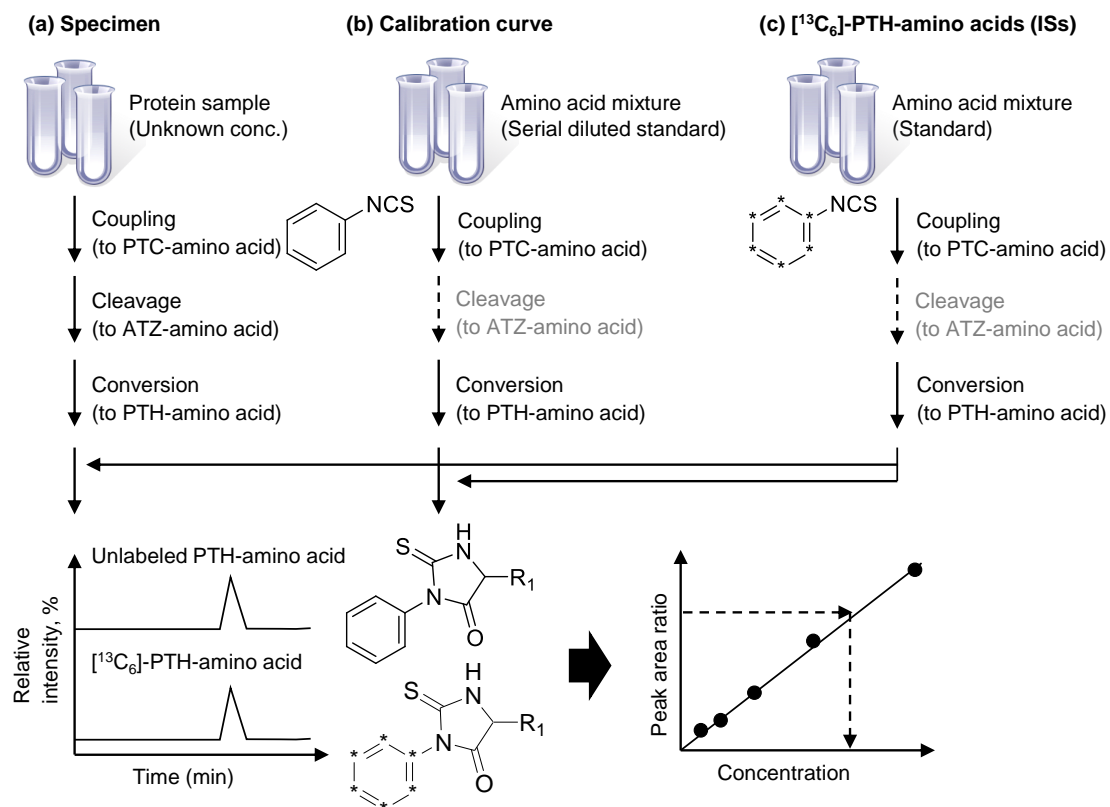 (a) Specimen
(b) Calibration curve
(c) [¹³C₆]-PTH-amino acids (ISs)
Protein sample
(Unknown conc.)
Amino acid mixture
(Serial diluted standard)
Amino acid mixture
(Standard)
NCS
NCS
* * * * * *
Coupling
(to PTC-amino acid)
Coupling
(to PTC-amino acid)
Coupling
(to PTC-amino acid)
Cleavage
(to ATZ-amino acid)
Cleavage
(to ATZ-amino acid)
Cleavage
(to ATZ-amino acid)
Conversion
(to PTH-amino acid)
Conversion
(to PTH-amino acid)
Conversion
(to PTH-amino acid)
Relative
intensity, %
Unlabeled PTH-amino acid
[¹³C₆]-PTH-amino acid
Time (min)
H
S
N
R₁
N
O
H
S
N
R₁
N
O
* * * * * *
Peak area ratio
Concentration